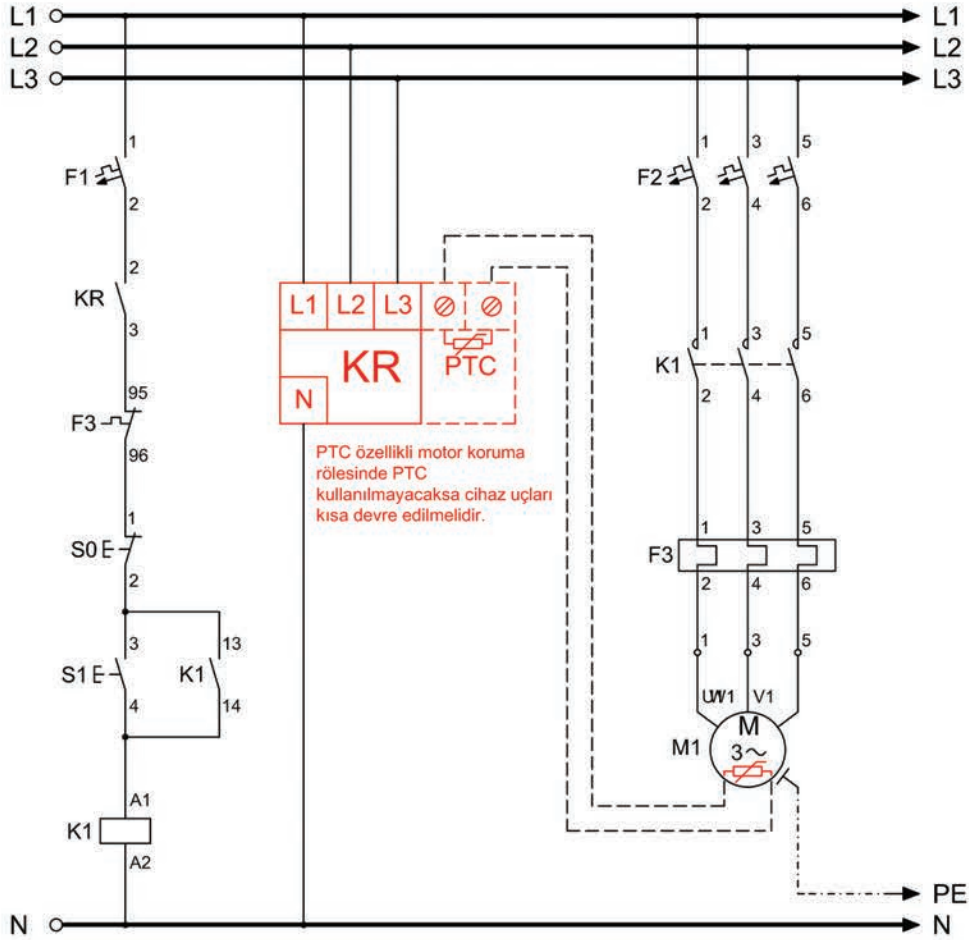 L1 L1
L2 L2
L3 L3
1 1 3 5
F1 F2
2 2 4 6
2
KR
3
L1 L2 L3
KR PTC
N
1 3 5
K1
2 4 6
95
F3
96
PTC özellikli motor koruma
rölesinde PTC
kullanılmayacaksa cihaz uçları
kısa devre edilmelidir.
1
S0
2
1 3 5
F3
2 4 6
3 13
S1 K1
4 14
1 3 5
V1
M1 M
3~
A1
K1
A2
PE
N N